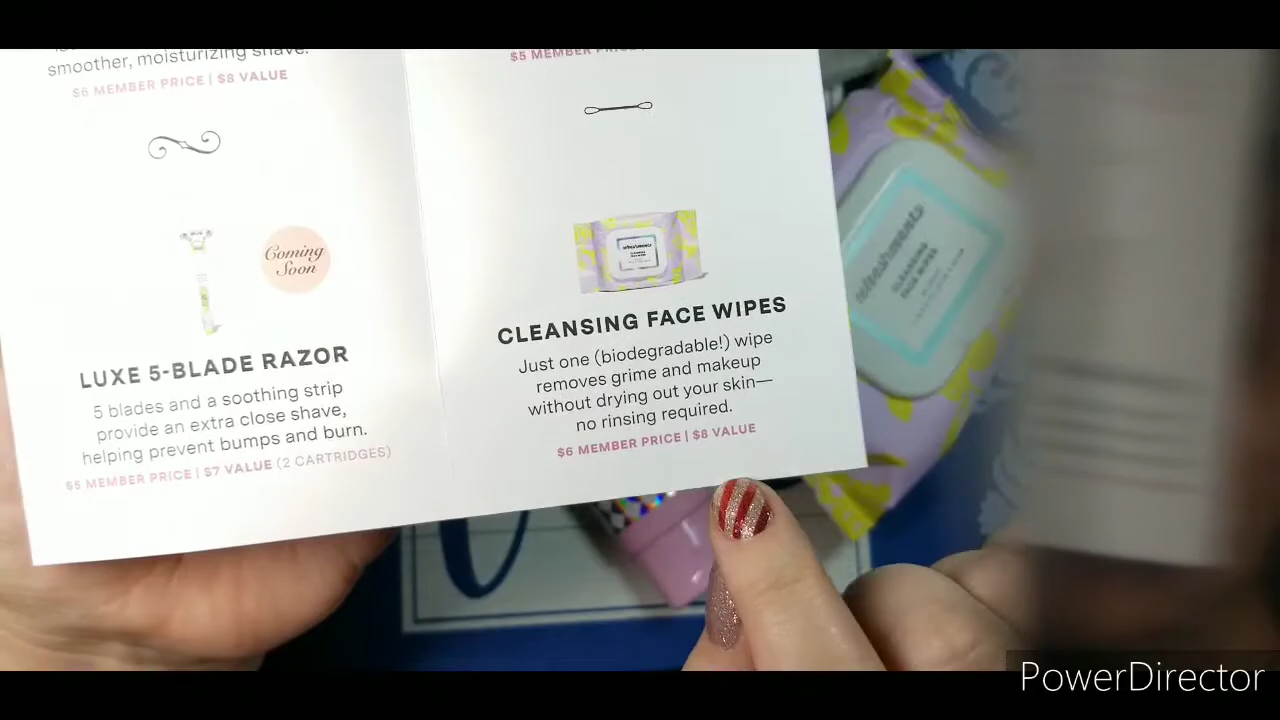 smoother, moisturizing shave.
$6 MEMBER PRICE | $8 VALUE
Coming
Soon
LUXE 5-BLADE RAZOR
5 blades and a soothing strip
provide an extra close shave,
helping prevent bumps and burn.
$5 MEMBER PRICE | $7 VALUE (2 CARTRIDGES)
$5 MEMBER PRICE
CLEANSING
FACE WIPES
CLEANSING FACE WIPES
Just one (biodegradable!) wipe
removes grime and makeup
without drying out your skin—
no rinsing required.
$6 MEMBER PRICE | $8 VALUE
CLEANSING
FACE WIPES
PowerDirector